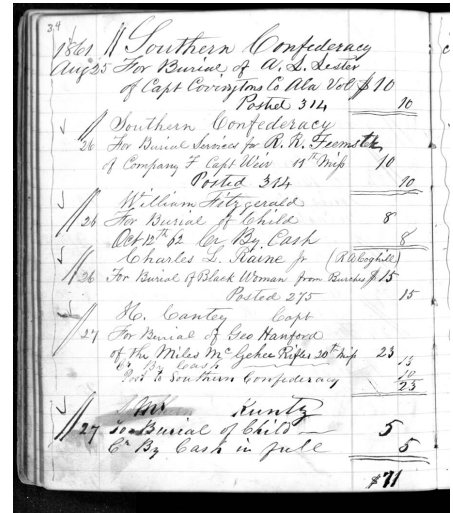 34
1861 // Southern Confederacy
Aug 25 For Burial of A. L. Lester
of Capt Covingtons Co Ala Vol $ 10
Posted 314 10
Southern Confederacy
// 26 For Burial Services for R. R. Feemster
of Company F Capt Weir 11th Miss 10
Posted 314 10
William Fitzgerald
// 26 For Burial of Child 8
Oct 12th 62 Cr By Cash 8
Charles L. Raine Jr (R A Coghill)
// 26 For Burial of Black Woman from Burches $ 15
Posted 275 15
H. Cantey Capt
// 27 For Burial of Geo Hanford
of the Miles McGehee Rifles 20th Miss 23
Cr By Cash 13
Post to Southern Confederacy 10
23
Kuntz
// 27 To Burial of Child 5
Cr By Cash in full 5
$ 71